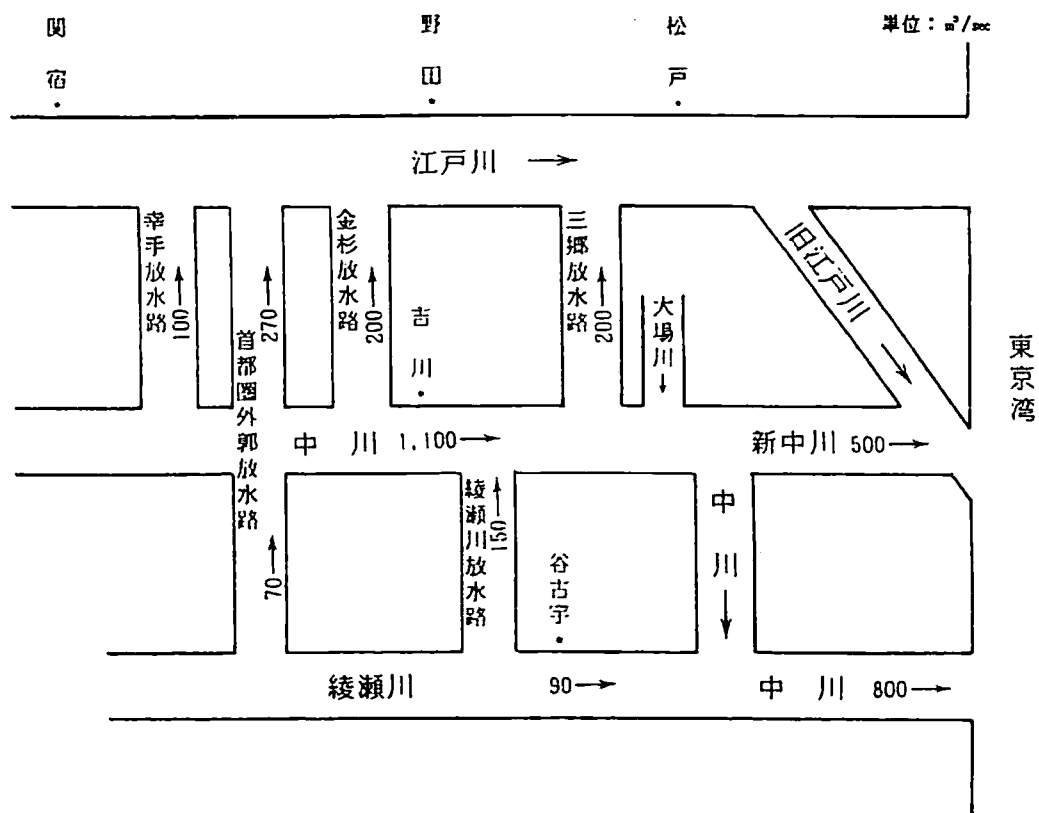 関宿
野田
松戸
単位：m³/sec
江戸川 →
幸手放水路
100→
270→
金杉放水路
200→
三郷放水路
200→
旧江戸川 →
吉川
大場川→
首都圏外郭放水路
東京湾
中川 1,100→
新中川 500→
70→
綾瀬川放水路
150→
谷古宇
中川→
綾瀬川 90→
中川 800→